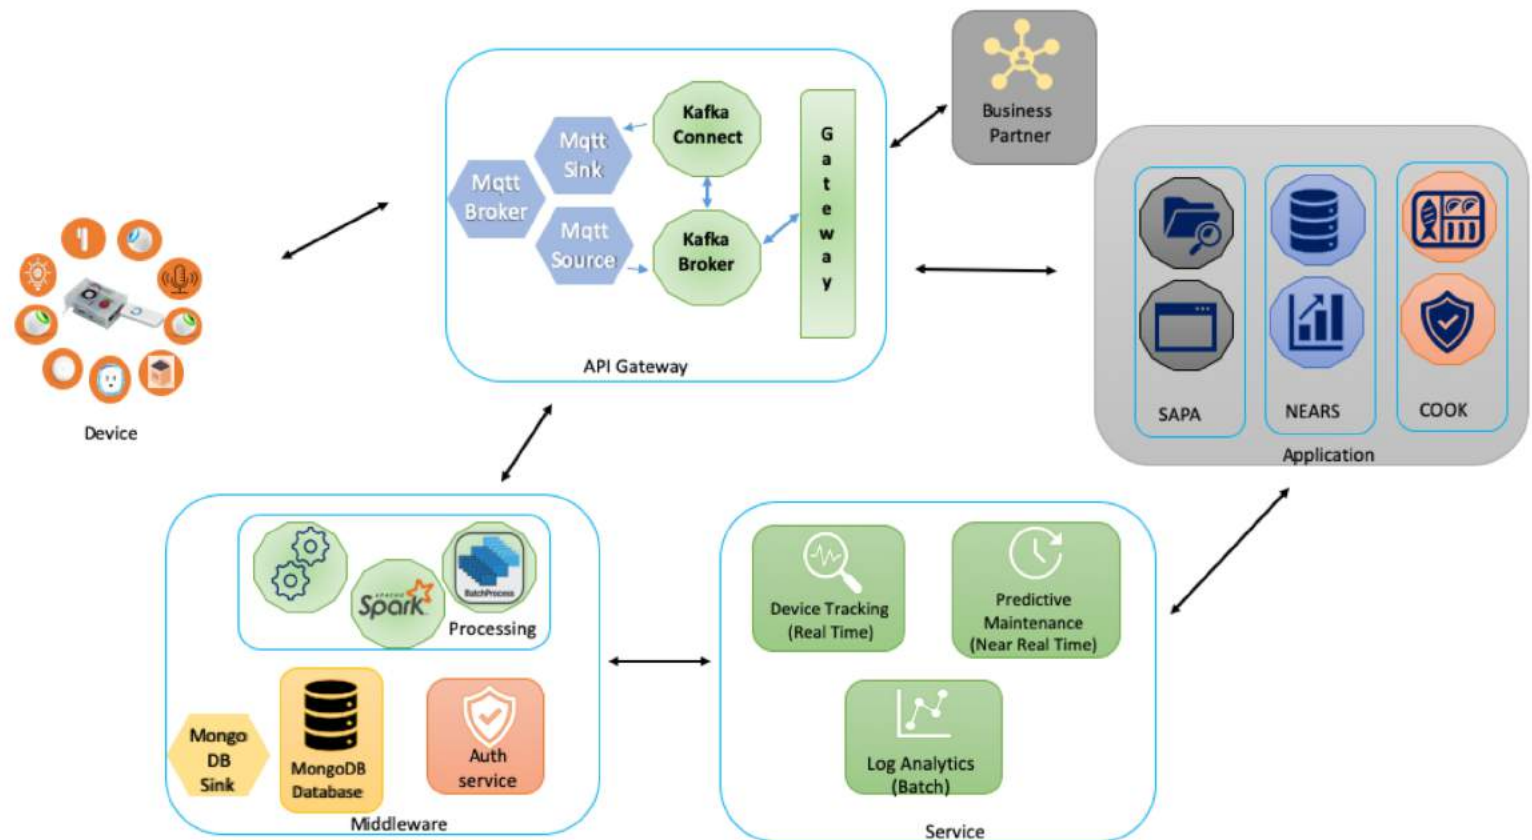 Business
Partner
Kafka
Connect
Mqtt
Sink
Mqtt
Broker
Mqtt
Source
Kafka
Broker
G
a
t
e
w
a
y
API Gateway
Device
SAPA
NEARS
COOK
Application
APACHE
Spark
BatchProcess
Processing
Mongo
DB
Sink
MongoDB
Database
Auth
service
Middleware
Device Tracking
(Real Time)
Predictive
Maintenance
(Near Real Time)
Log Analytics
(Batch)
Service